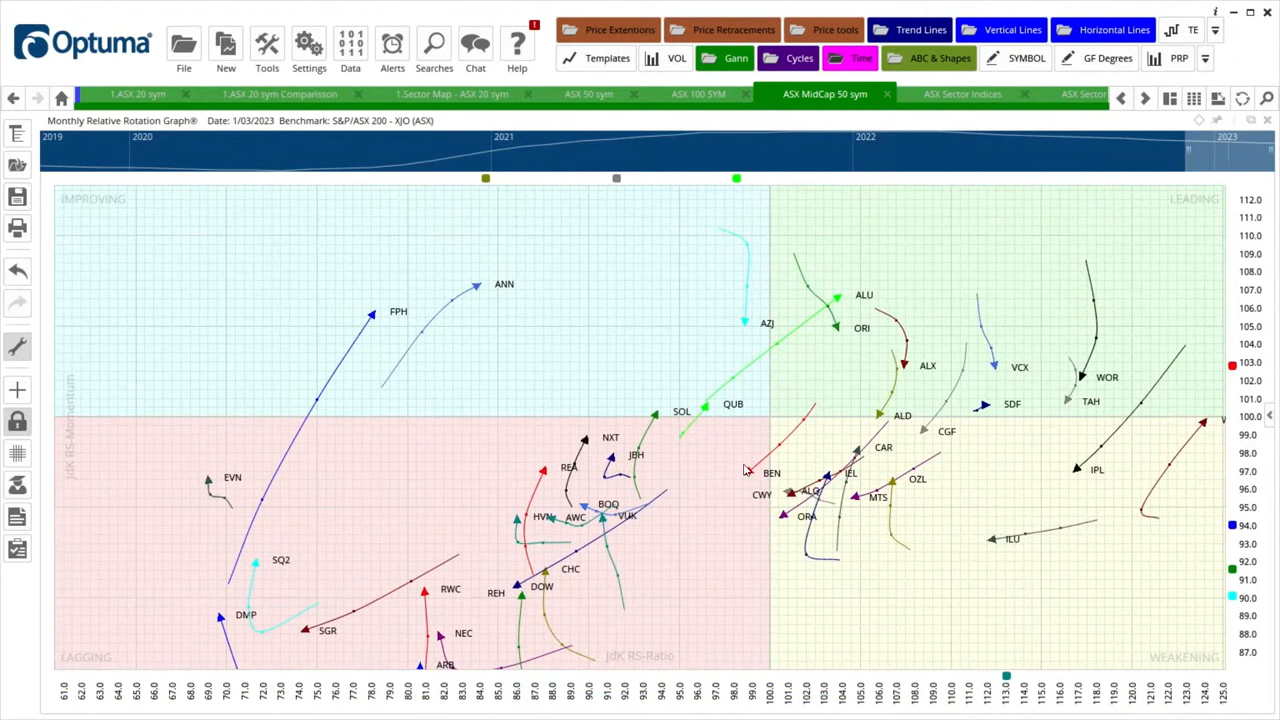 i
Optuma
File
New
Tools
Settings
Data
Alerts
Searches
Chat
Help
Price Extentions
Price Retracements
Price tools
Trend Lines
Vertical Lines
Horizontal Lines
TE
Templates
VOL
Gann
Cycles
Time
ABC & Shapes
SYMBOL
GF Degrees
PRP
1.ASX 20 sym
1.ASX 20 sym Comparisson
1.Sector Map - ASX 20 sym
ASX 50 sym
ASX 100 SYM
ASX MidCap 50 sym
ASX Sector Indices
ASX Sector
Monthly Relative Rotation Graph® Date: 1/03/2023 Benchmark: S&P/ASX 200 - XJO (ASX)
2019
2020
2021
2022
2023
IMPROVING
LEADING
LAGGING
WEAKENING
JdK RS-Momentum
JdK RS-Ratio
ANN
FPH
AZJ
ALU
ORI
ALX
VCX
WOR
TAH
SDF
SOL
QUB
ALD
CGF
NXT
JBH
REA
CAR
EVN
BEN
IEL
OZL
IPL
CWY
ALQ
MTS
BOQ
HVN
AWC
VUK
ORA
ILU
SQ2
CHC
DOW
REH
RWC
DMP
SGR
NEC
ARB
112.0
111.0
110.0
109.0
108.0
107.0
106.0
105.0
104.0
103.0
102.0
101.0
100.0
99.0
98.0
97.0
96.0
95.0
94.0
93.0
92.0
91.0
90.0
89.0
88.0
87.0
61.0 62.0 63.0 64.0 65.0 66.0 67.0 68.0 69.0 70.0 71.0 72.0 73.0 74.0 75.0 76.0 77.0 78.0 79.0 80.0 81.0 82.0 83.0 84.0 85.0 86.0 87.0 88.0 89.0 90.0 91.0 92.0 93.0 94.0 95.0 96.0 97.0 98.0 99.0 100.0 101.0 102.0 103.0 104.0 105.0 106.0 107.0 108.0 109.0 110.0 111.0 112.0 113.0 114.0 115.0 116.0 117.0 118.0 119.0 120.0 121.0 122.0 123.0 124.0 125.0